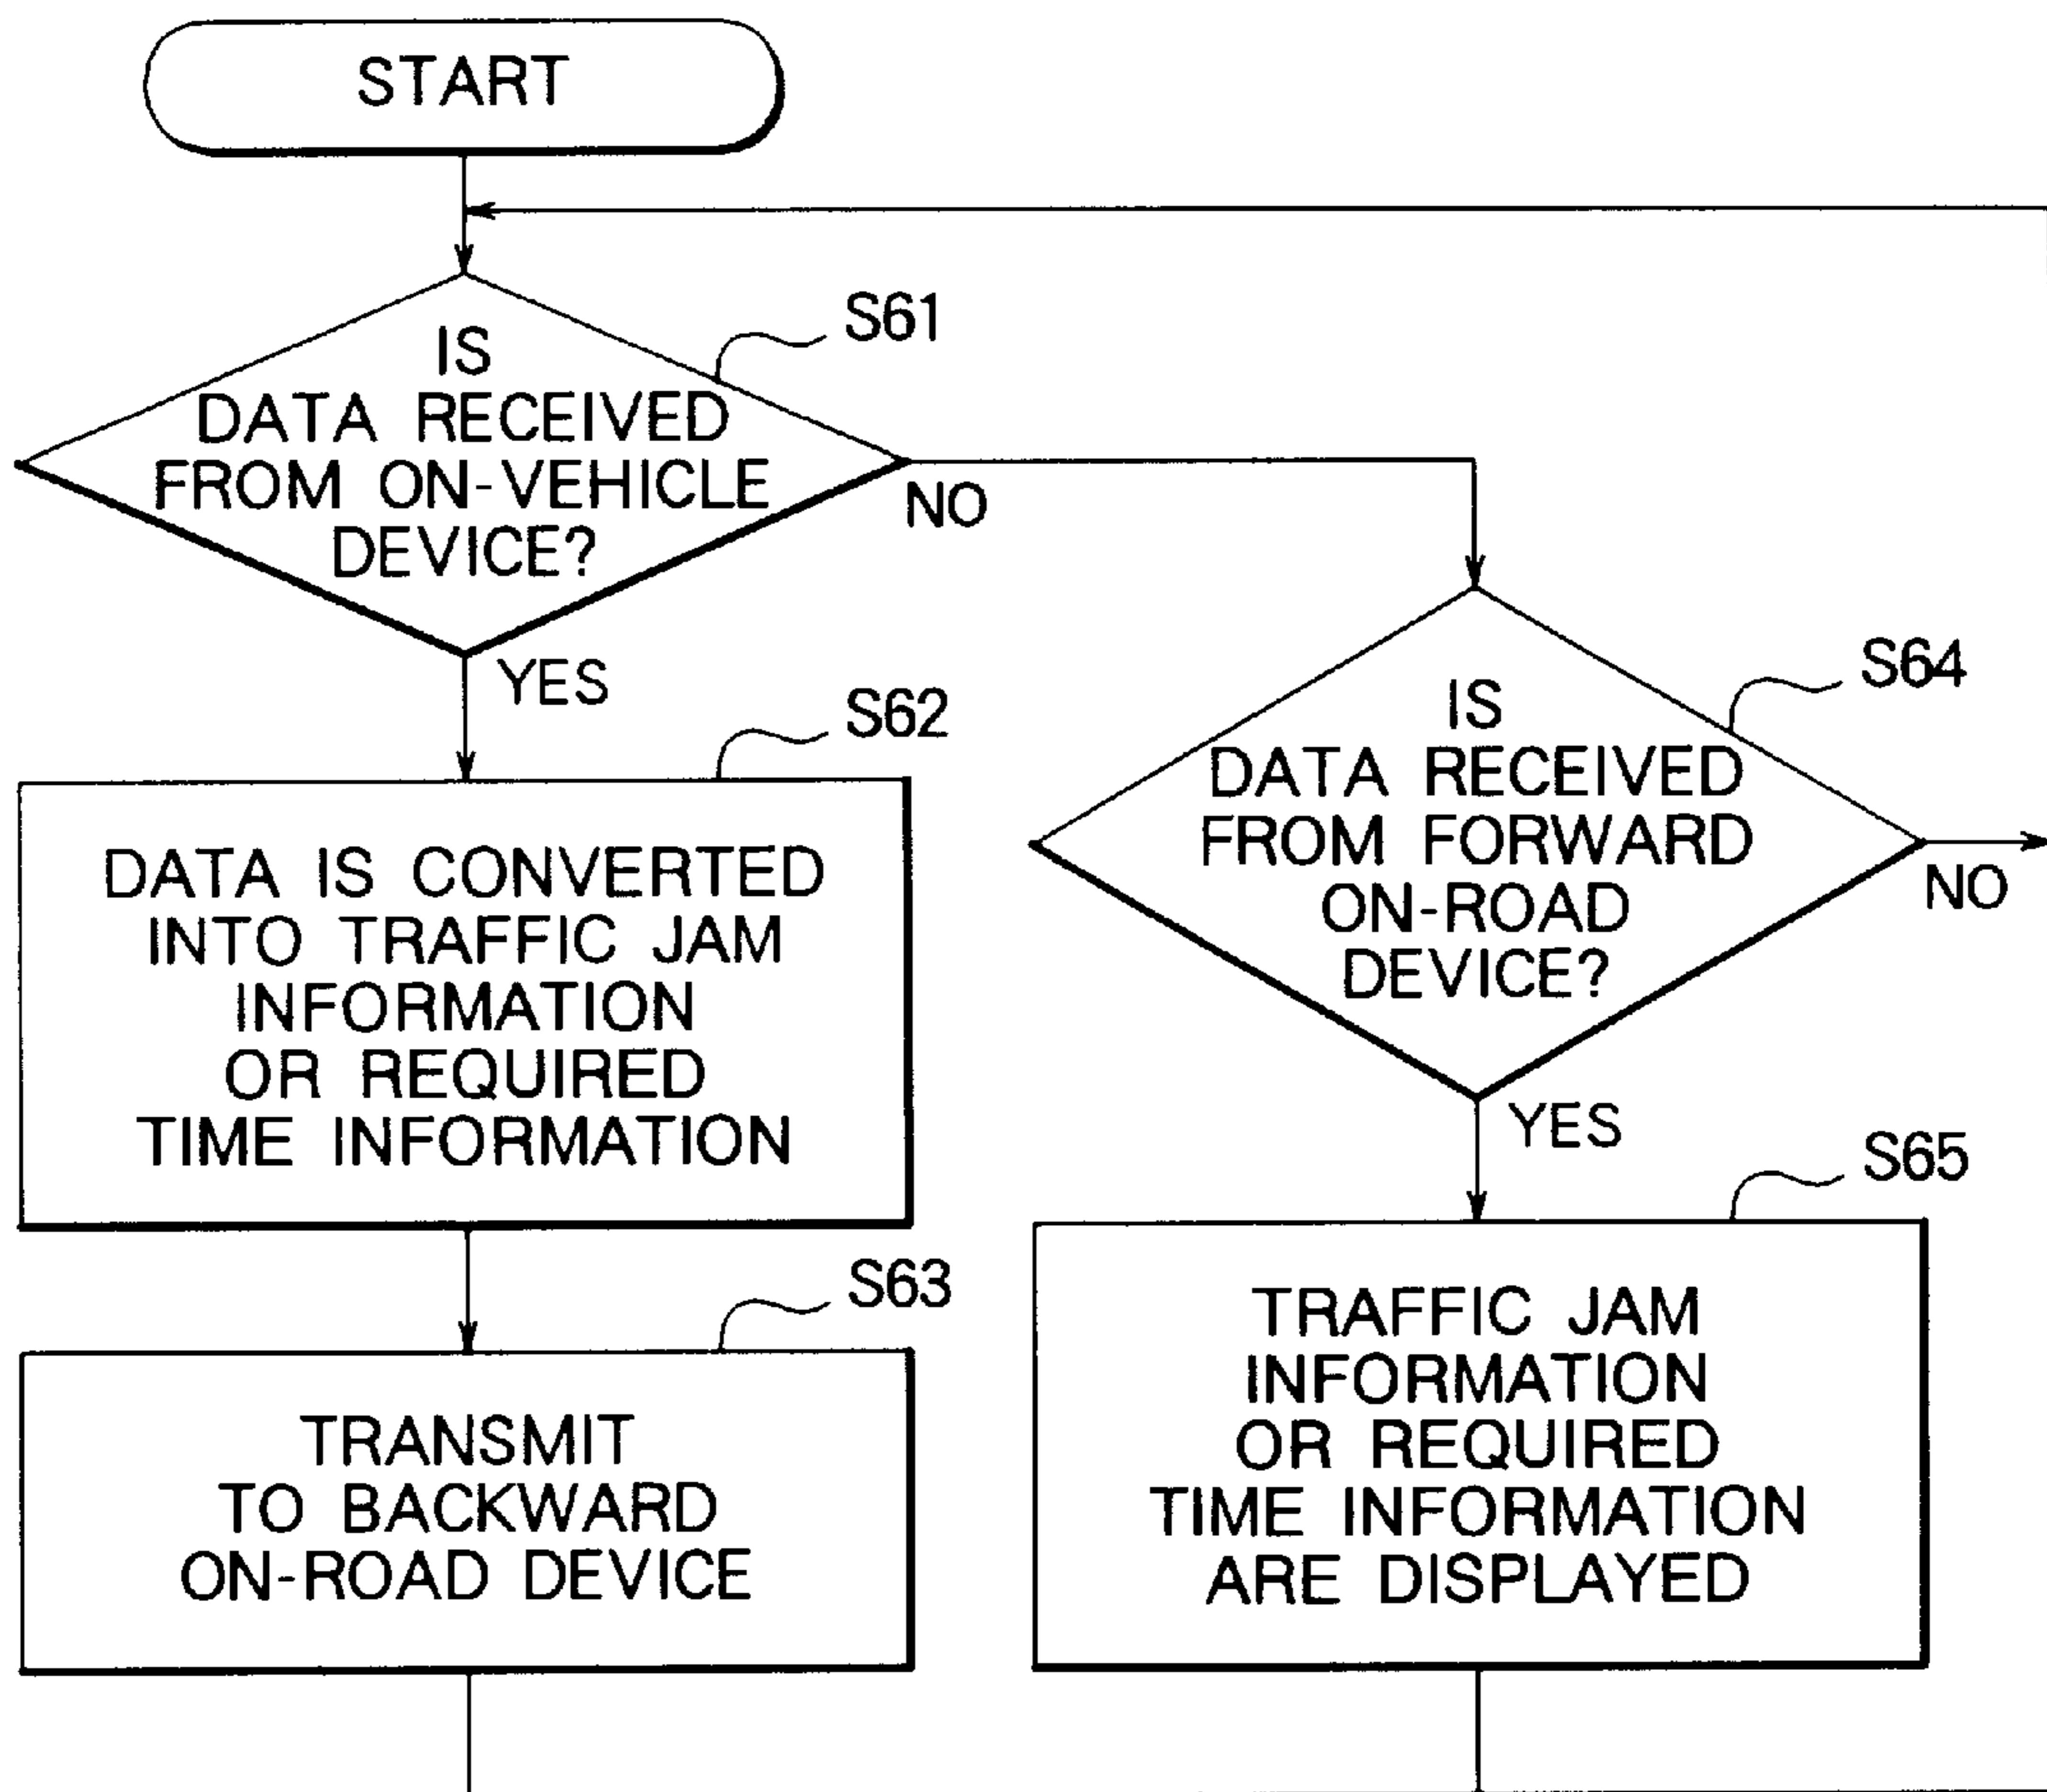 START
S61
IS
DATA RECEIVED
FROM ON-VEHICLE
DEVICE?
NO
YES
S62
DATA IS CONVERTED
INTO TRAFFIC JAM
INFORMATION
OR REQUIRED
TIME INFORMATION
S63
TRANSMIT
TO BACKWARD
ON-ROAD DEVICE
S64
IS
DATA RECEIVED
FROM FORWARD
ON-ROAD
DEVICE?
NO
YES
S65
TRAFFIC JAM
INFORMATION
OR REQUIRED
TIME INFORMATION
ARE DISPLAYED